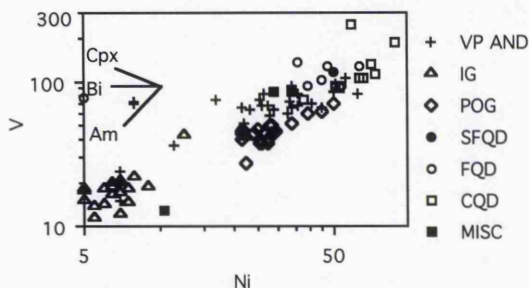 300
Cpx
100
Bi
V
Am
10
5
50
Ni
VP AND
IG
POG
SFQD
FQD
CQD
MISC